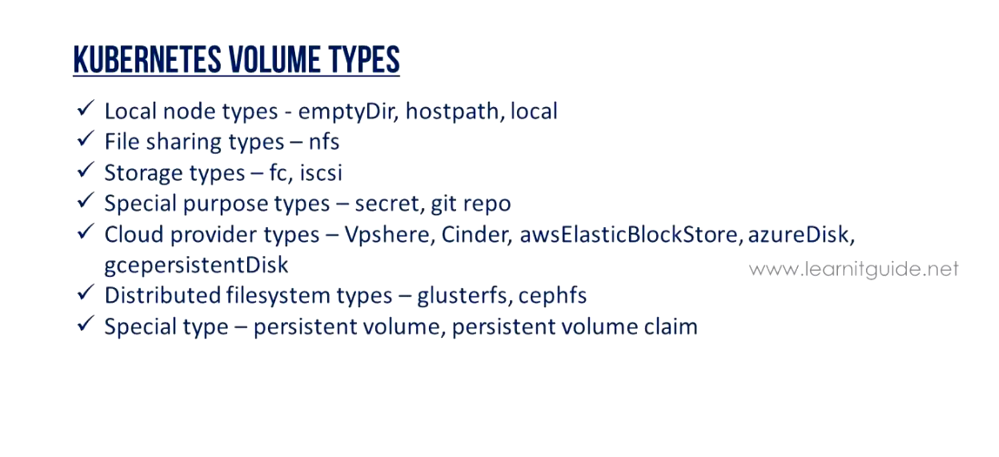 KUBERNETES VOLUME TYPES
✓ Local node types - emptyDir, hostpath, local
✓ File sharing types – nfs
✓ Storage types – fc, iscsi
✓ Special purpose types – secret, git repo
✓ Cloud provider types – Vpshere, Cinder, awsElasticBlockStore, azureDisk,
gcepersistentDisk
www.learnitguide.net
✓ Distributed filesystem types – glusterfs, cephfs
✓ Special type – persistent volume, persistent volume claim